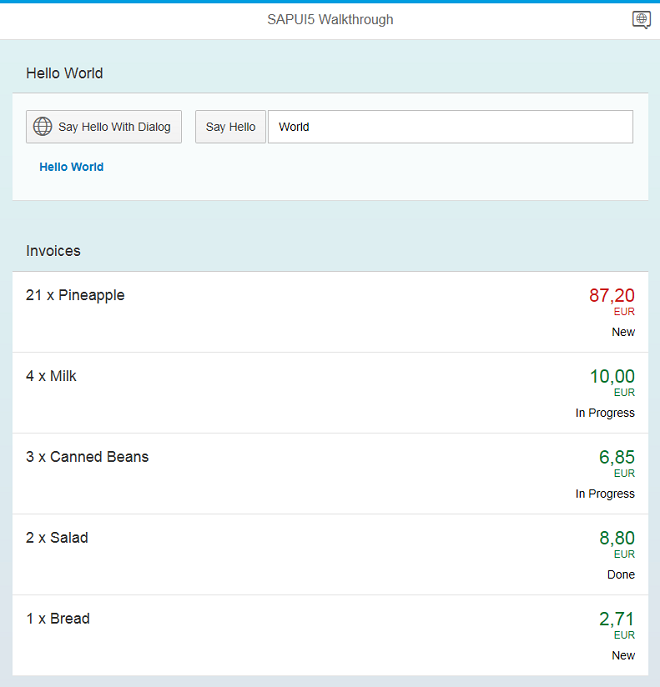 SAPUI5 Walkthrough
Hello World
Say Hello With Dialog
Say Hello
World
Hello World
Invoices
21 x Pineapple
87,20
EUR
New
4 x Milk
10,00
EUR
In Progress
3 x Canned Beans
6,85
EUR
In Progress
2 x Salad
8,80
EUR
Done
1 x Bread
2,71
EUR
New